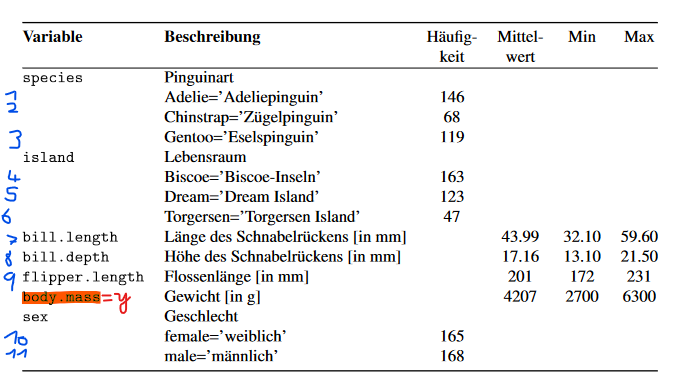 Variable Beschreibung Häufig- Mittel- Min Max
keit wert
species Pinguinart
1 Adelie='Adeliepinguin' 146
2 Chinstrap='Zügelpinguin' 68
3 Gentoo='Eselspinguin' 119
island Lebensraum
4 Biscoe='Biscoe-Inseln' 163
5 Dream='Dream Island' 123
6 Torgersen='Torgersen Island' 47
7 bill.length Länge des Schnabelrückens [in mm] 43.99 32.10 59.60
8 bill.depth Höhe des Schnabelrückens [in mm] 17.16 13.10 21.50
9 flipper.length Flossenlänge [in mm] 201 172 231
body.mass =y Gewicht [in g] 4207 2700 6300
sex Geschlecht
10 female='weiblich' 165
11 male='männlich' 168